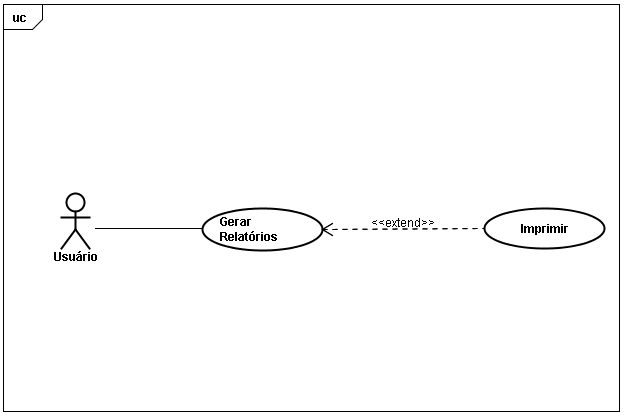 uc
Gerar
Relatórios
<<extend>>
Imprimir
Usuário